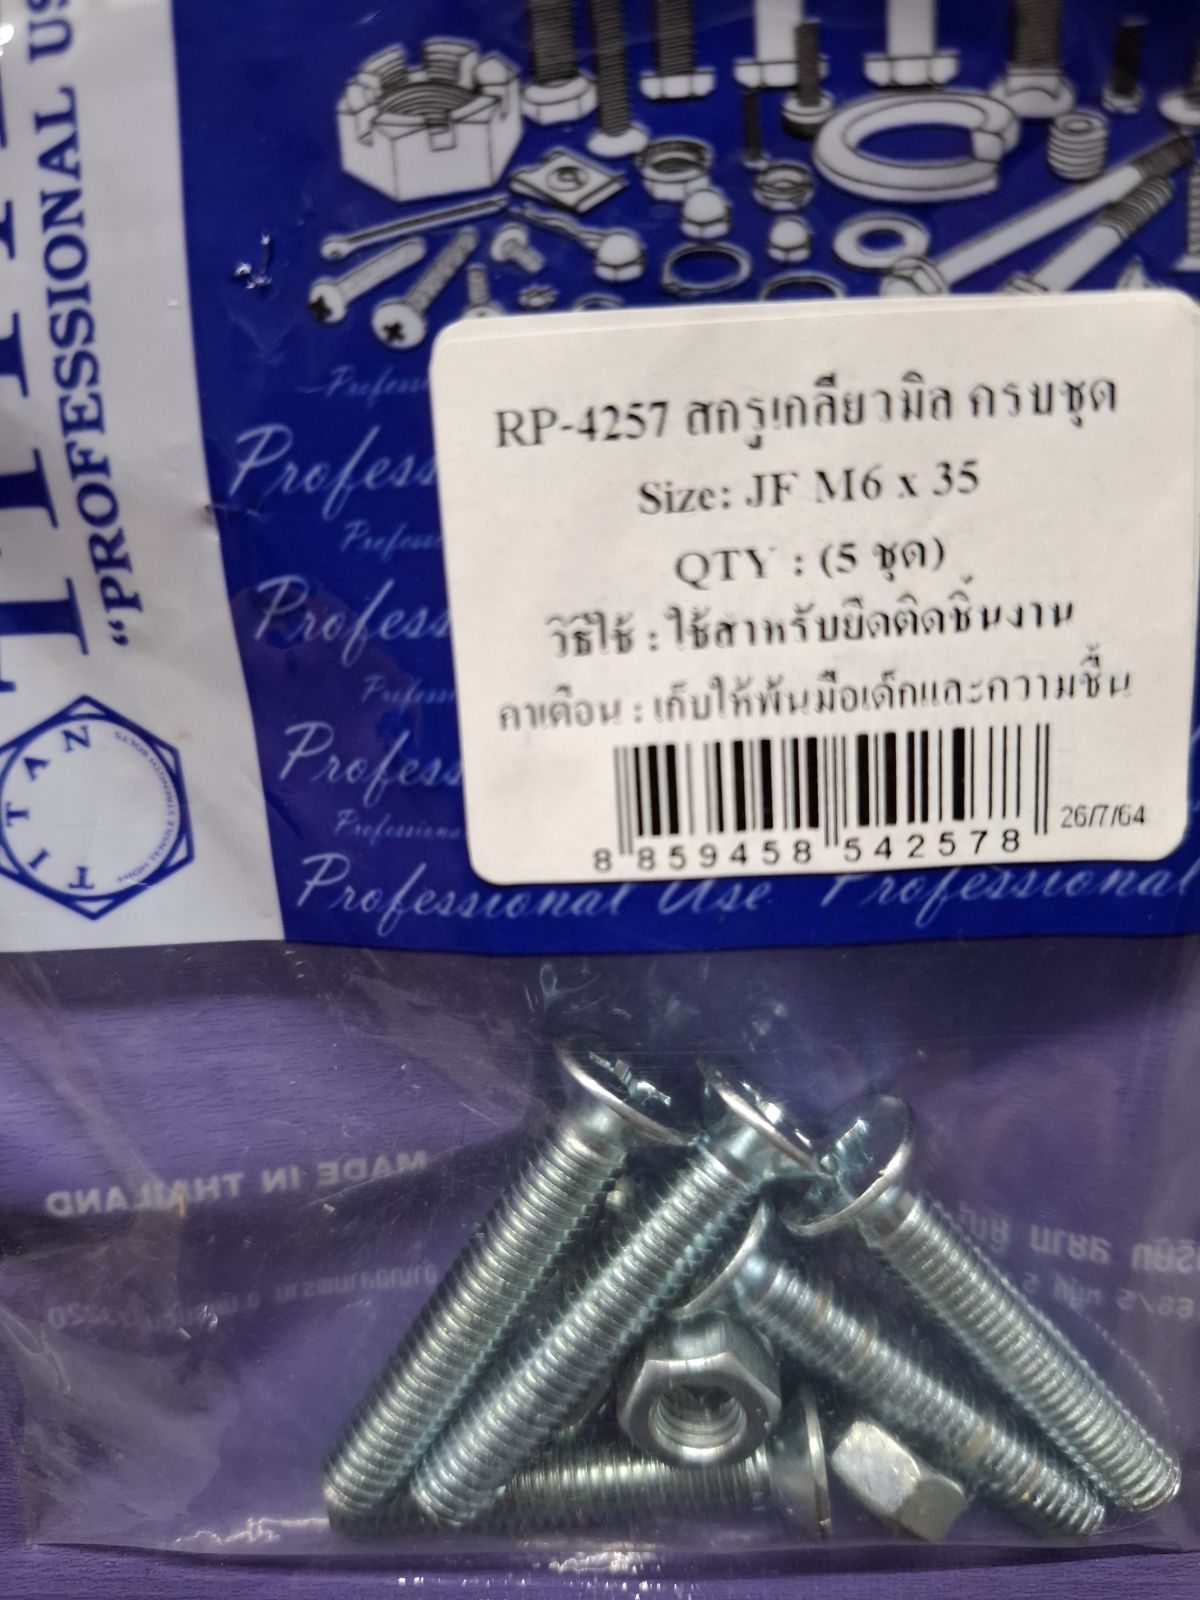 "PROFESSIONAL US
TITAN
HIGH STRENGTH BOLTS
RP-4257 สกรูเกลียวมิล ครบชุด
Size: JF M6 x 35
QTY : (5 ชุด)
วิธีใช้ : ใช้สาหรับยึดติดชิ้นงาน
คาเตือน : เก็บให้พ้นมือเด็กและความชื้น
8 859458 542578
26/7/64
Professional Use
Professional
MADE IN THAILAND